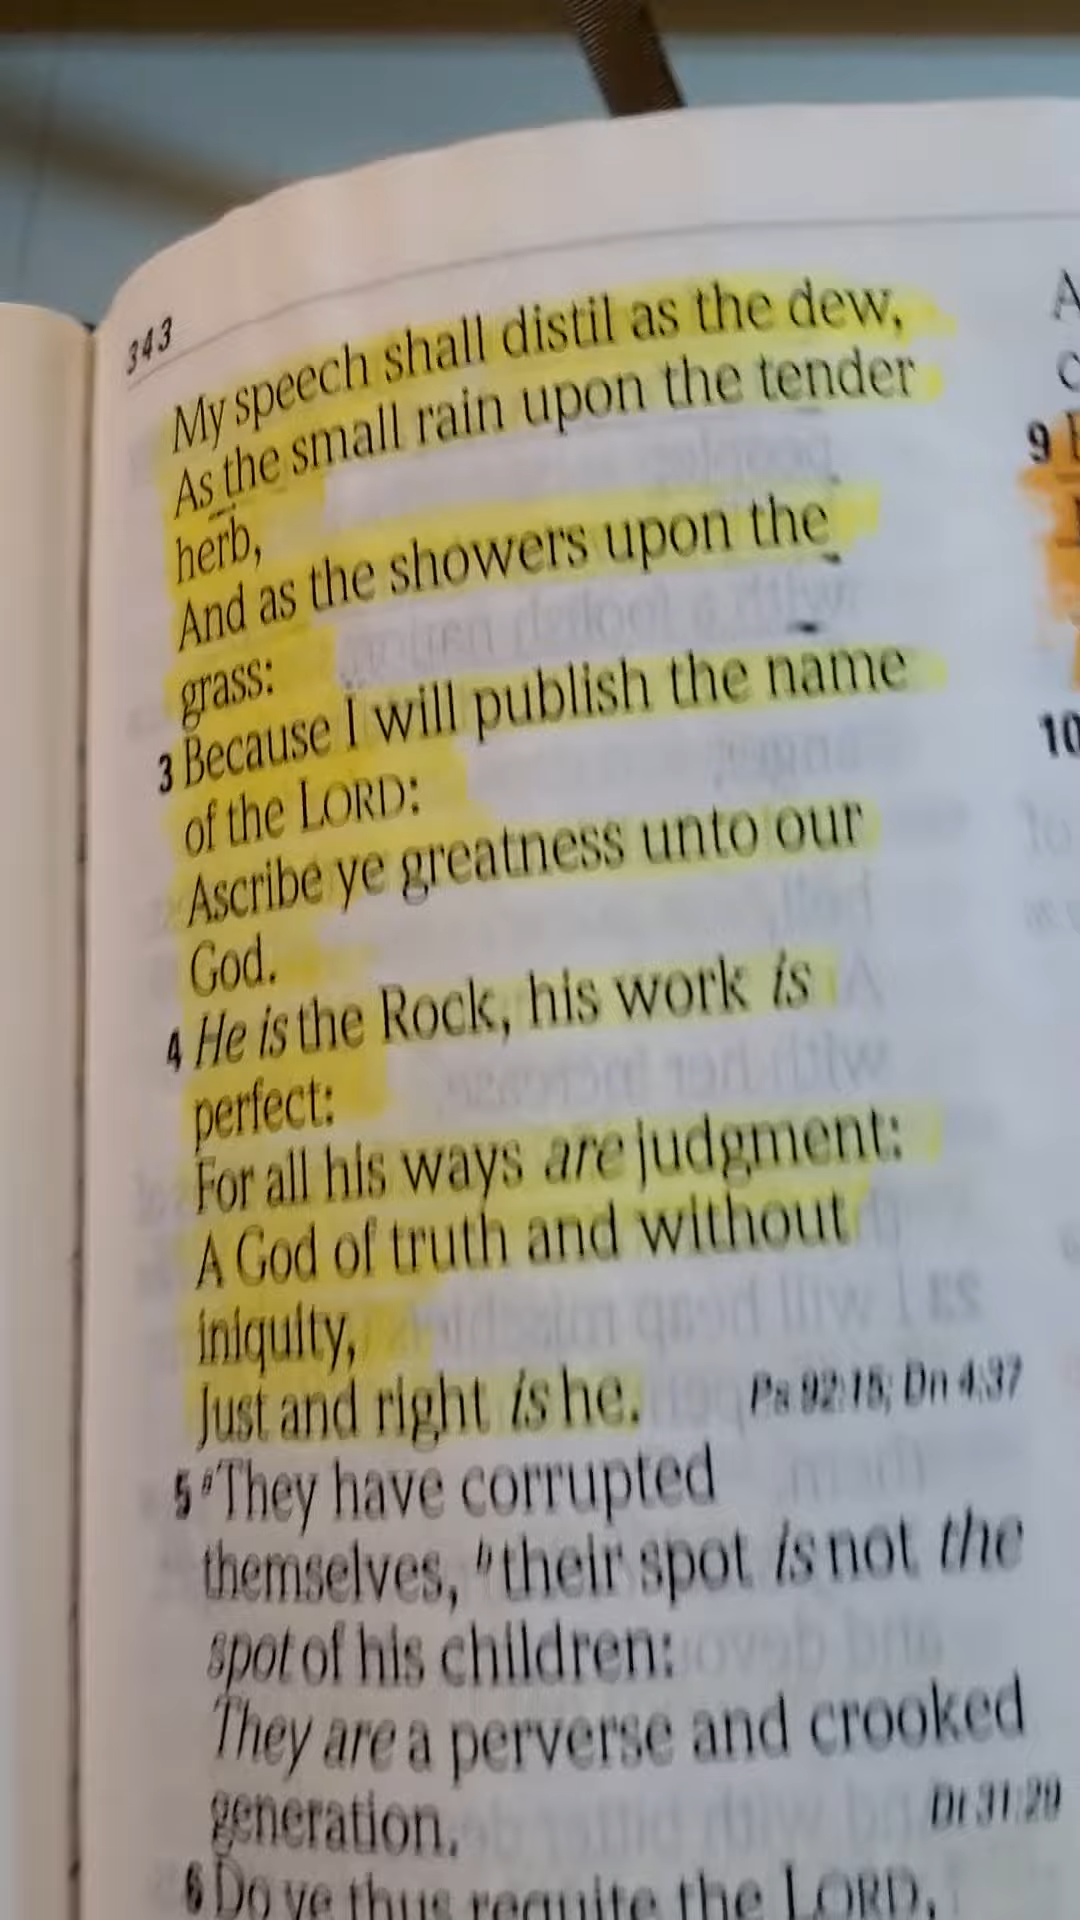 343
My speech shall distil as the dew,
As the small rain upon the tender
herb,
And as the showers upon the
grass:
3 Because I will publish the name
of the LORD:
Ascribe ye greatness unto our
God.
4 He is the Rock, his work is
perfect:
For all his ways are judgment:
A God of truth and without
iniquity,
Just and right is he. Ps 92:15; Dn 4:37
5 They have corrupted
themselves, their spot is not the
spot of his children:
They are a perverse and crooked
generation. Dt 31:29
6 Do ye thus requite the LORD,
9
10